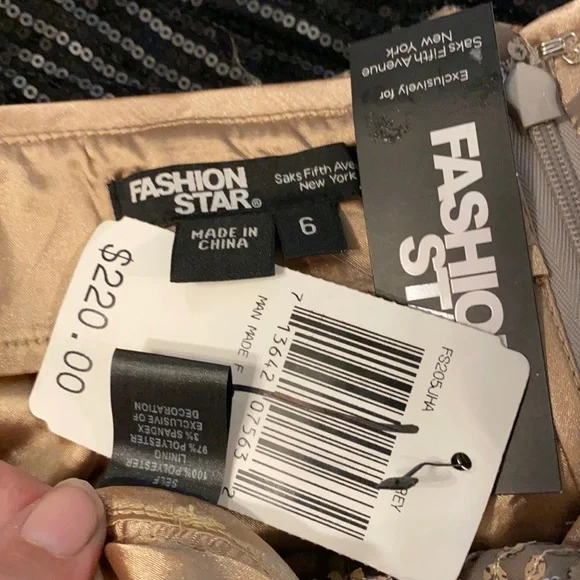 Exclusively for
Saks Fifth Avenue
New York
FASHIO
ST
FASHION
STAR®
Saks Fifth Ave
New York
MADE IN
CHINA
6
$220.00
MAN MADE F
7 13642 07563 2
FS205JHA
REY
SELF
100% POLYESTER
LINING
97% POLYESTER
3% SPANDEX
EXCLUSIVE OF
DECORATION